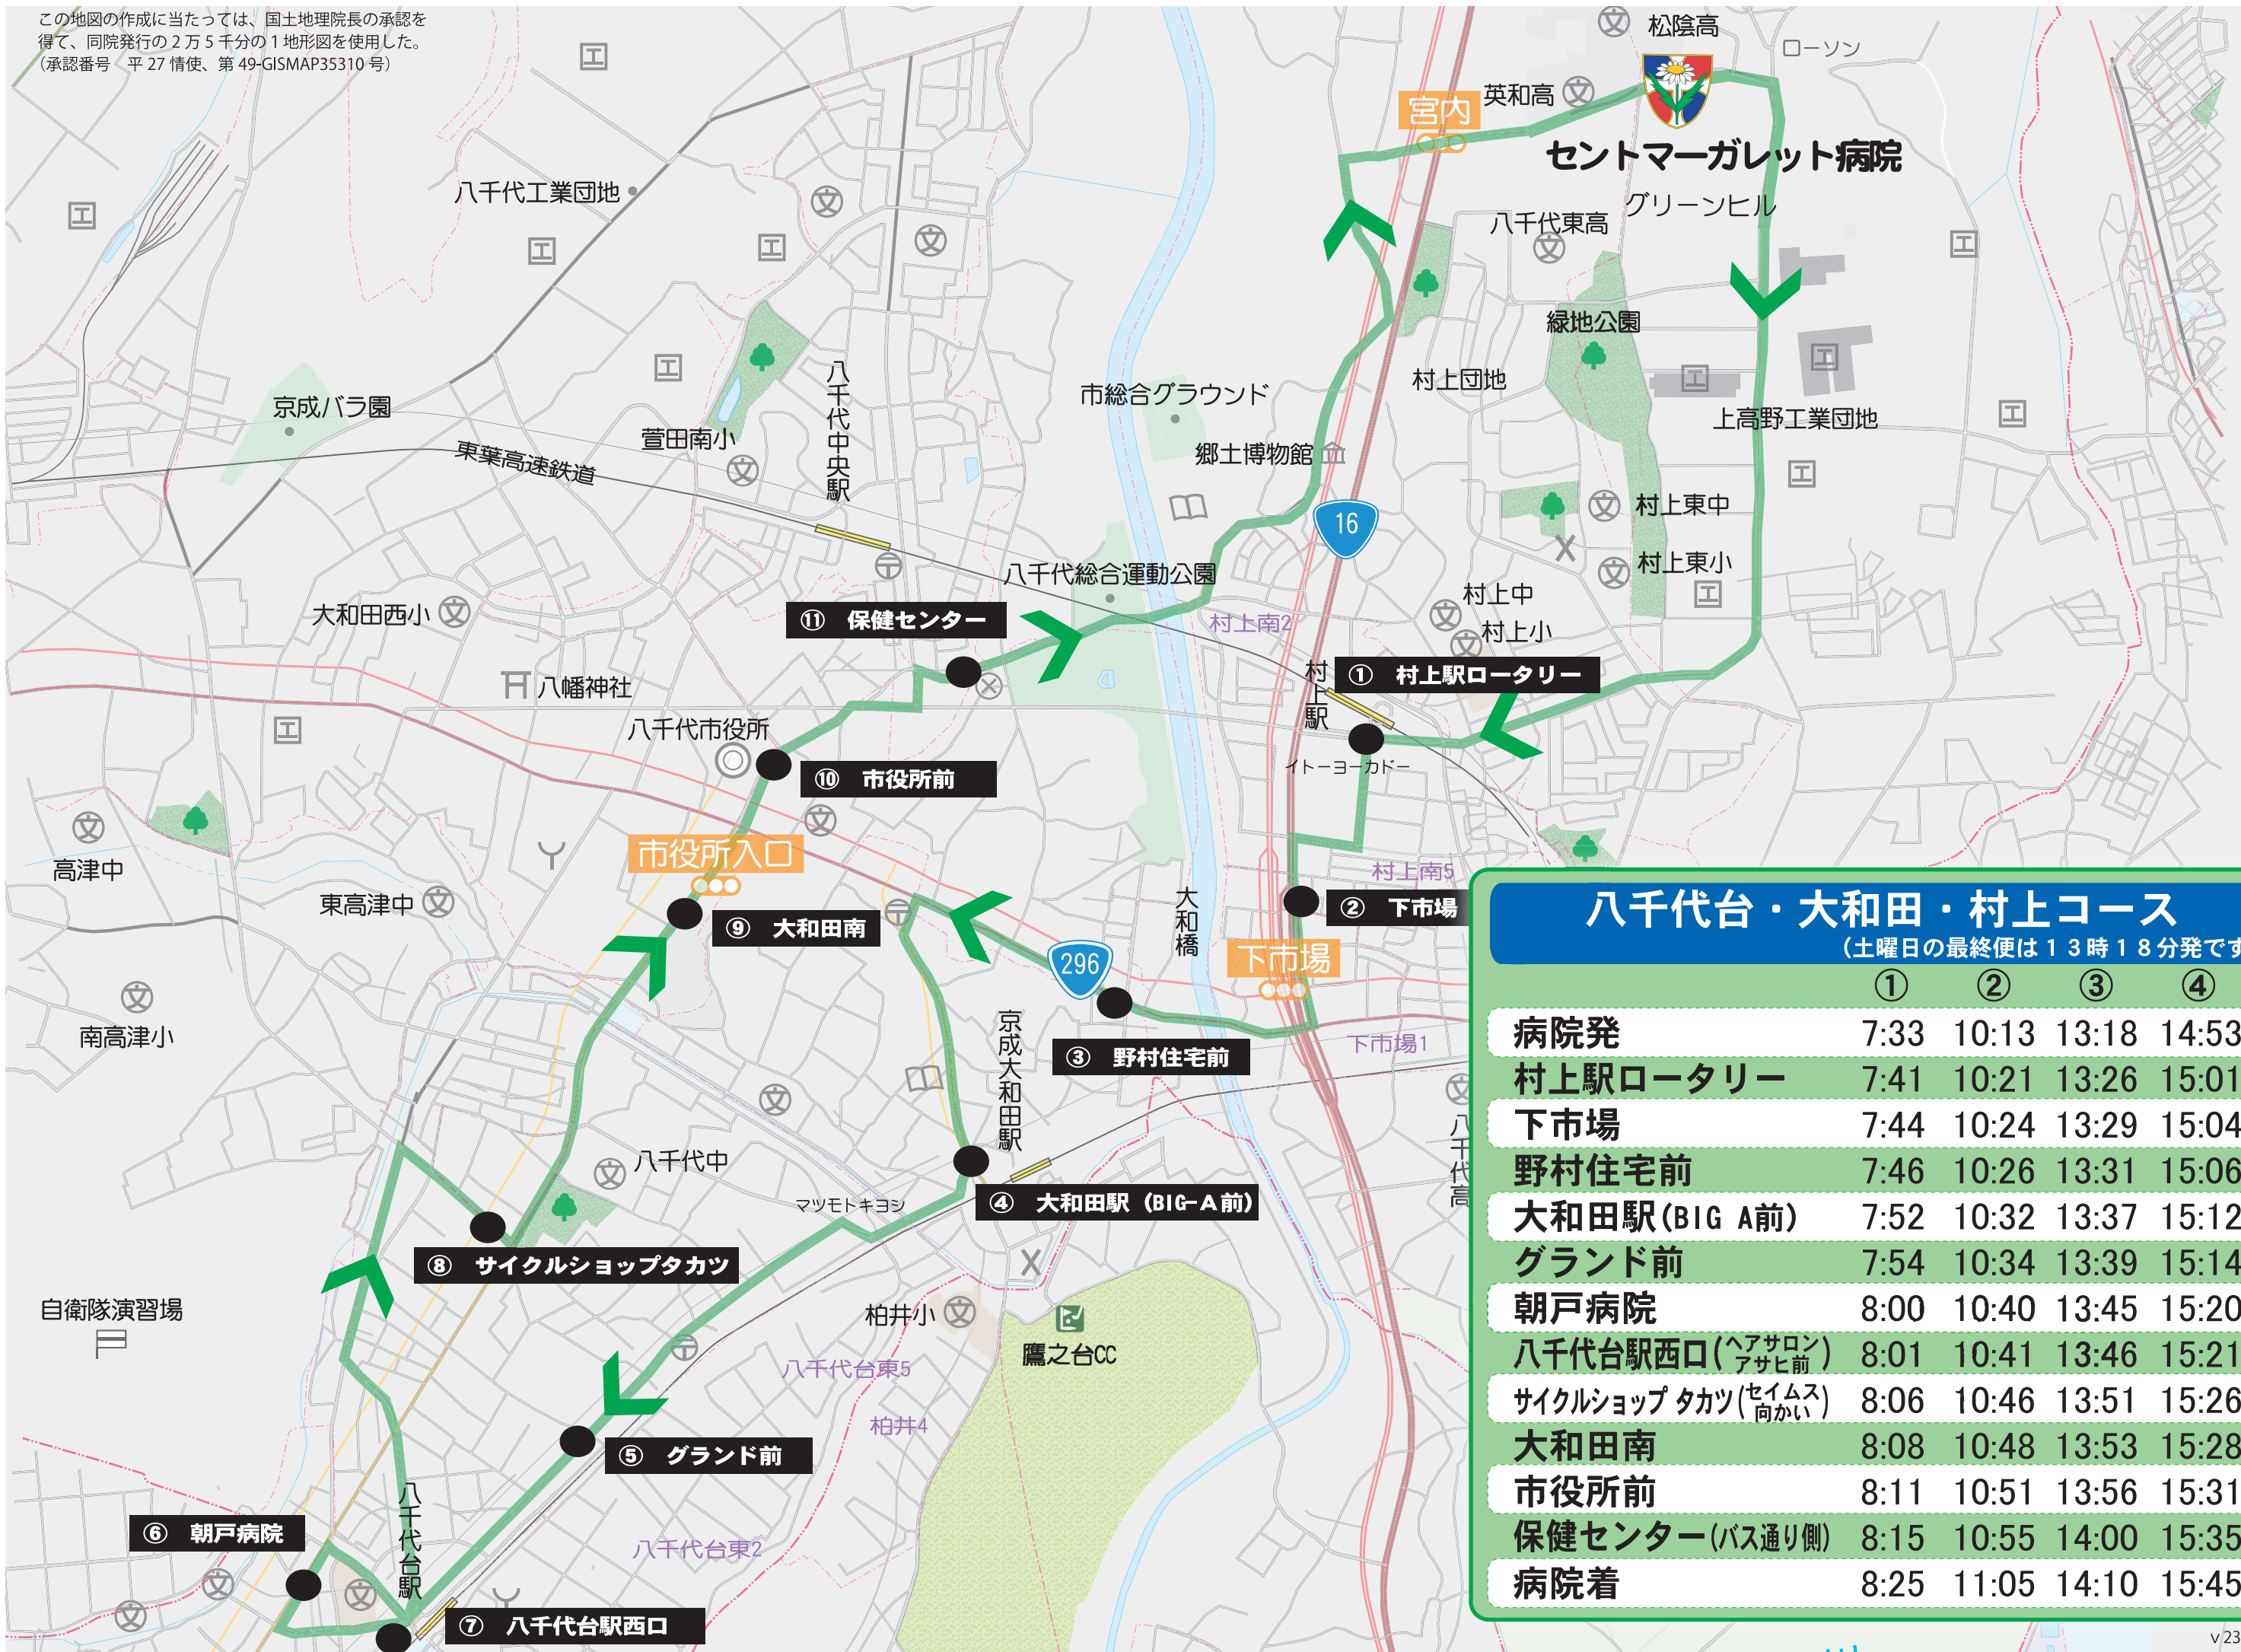 この地図の作成に当たっては、国土地理院長の承認を
得て、同院発行の2万5千分の1地形図を使用した。
（承認番号　平27情使、第49-GISMAP35310号）
松陰高
ローソン
英和高
宮内
セントマーガレット病院
グリーンヒル
八千代東高
八千代工業団地
緑地公園
村上団地
上高野工業団地
市総合グラウンド
郷土博物館
京成バラ園
東葉高速鉄道
萱田南小
八千代中央駅
16
村上東中
村上東小
八千代総合運動公園
村上中
村上小
村上南2
大和田西小
⑪　保健センター
八幡神社
村上駅
①　村上駅ロータリー
イトーヨーカドー
八千代市役所
⑩　市役所前
市役所入口
高津中
東高津中
⑨　大和田南
南高津小
大和橋
村上南5
②　下市場
下市場
296
③　野村住宅前
下市場1
京成大和田駅
八千代高
八千代中
マツモトキヨシ
④　大和田駅（BIG-A前）
⑧　サイクルショップタカツ
自衛隊演習場
柏井小
鷹之台CC
八千代台東5
柏井4
⑤　グランド前
八千代台東2
⑥　朝戸病院
八千代台駅
⑦　八千代台駅西口
八千代台・大和田・村上コース
（土曜日の最終便は13時18分発です
① ② ③ ④
病院発 7:33 10:13 13:18 14:53
村上駅ロータリー 7:41 10:21 13:26 15:01
下市場 7:44 10:24 13:29 15:04
野村住宅前 7:46 10:26 13:31 15:06
大和田駅(BIG A前) 7:52 10:32 13:37 15:12
グランド前 7:54 10:34 13:39 15:14
朝戸病院 8:00 10:40 13:45 15:20
八千代台駅西口(ヘアサロンアサヒ前) 8:01 10:41 13:46 15:21
サイクルショップ タカツ(セイムス向かい) 8:06 10:46 13:51 15:26
大和田南 8:08 10:48 13:53 15:28
市役所前 8:11 10:51 13:56 15:31
保健センター(バス通り側) 8:15 10:55 14:00 15:35
病院着 8:25 11:05 14:10 15:45
v 23